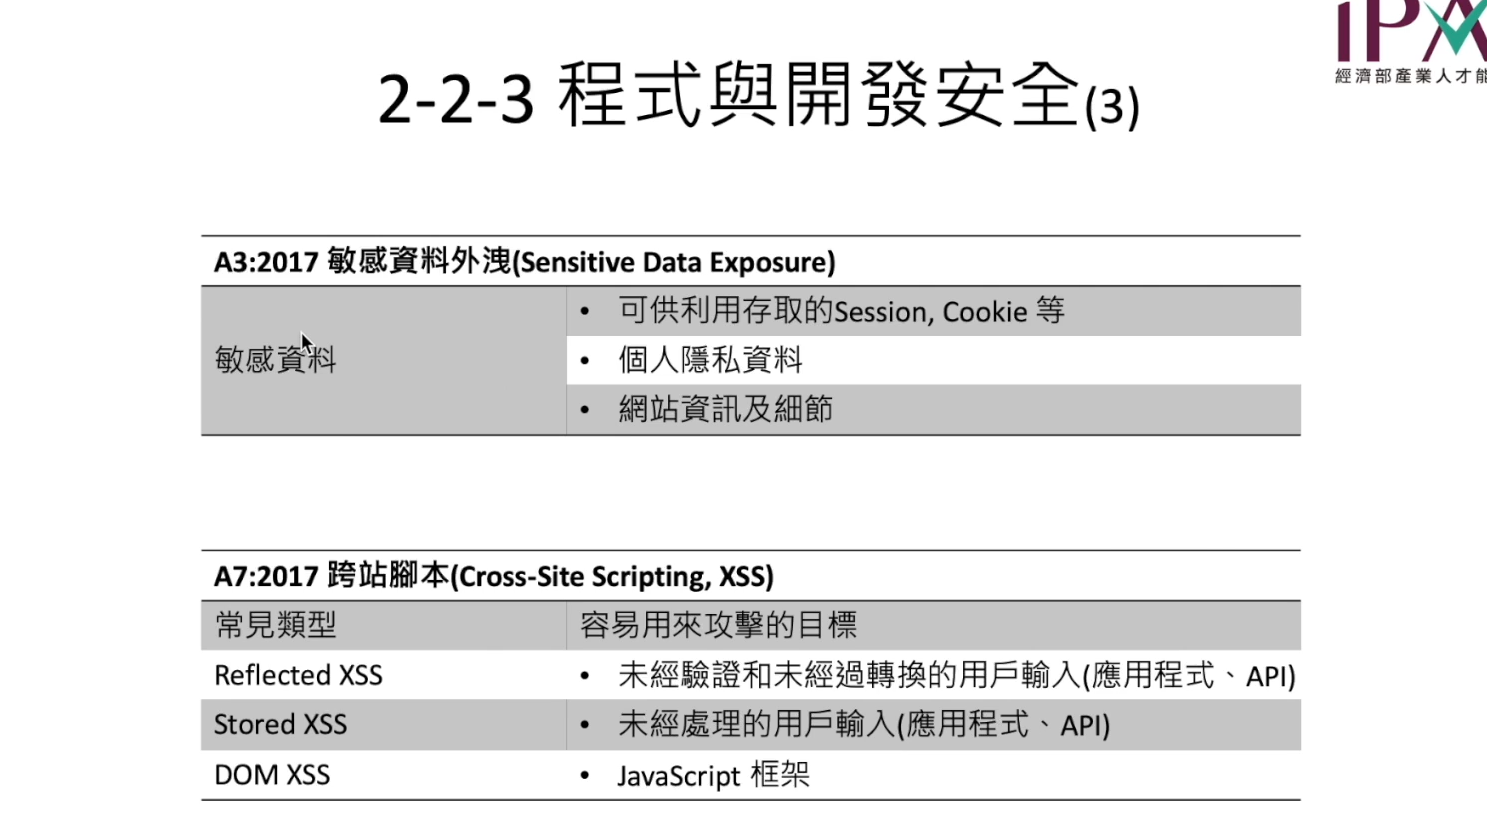 iPA
經濟部產業人才能
2-2-3 程式與開發安全(3)
A3:2017 敏感資料外洩(Sensitive Data Exposure)
敏感資料
• 可供利用存取的Session, Cookie 等
• 個人隱私資料
• 網站資訊及細節
A7:2017 跨站腳本(Cross-Site Scripting, XSS)
常見類型 容易用來攻擊的目標
Reflected XSS • 未經驗證和未經過轉換的用戶輸入(應用程式、API)
Stored XSS • 未經處理的用戶輸入(應用程式、API)
DOM XSS • JavaScript 框架